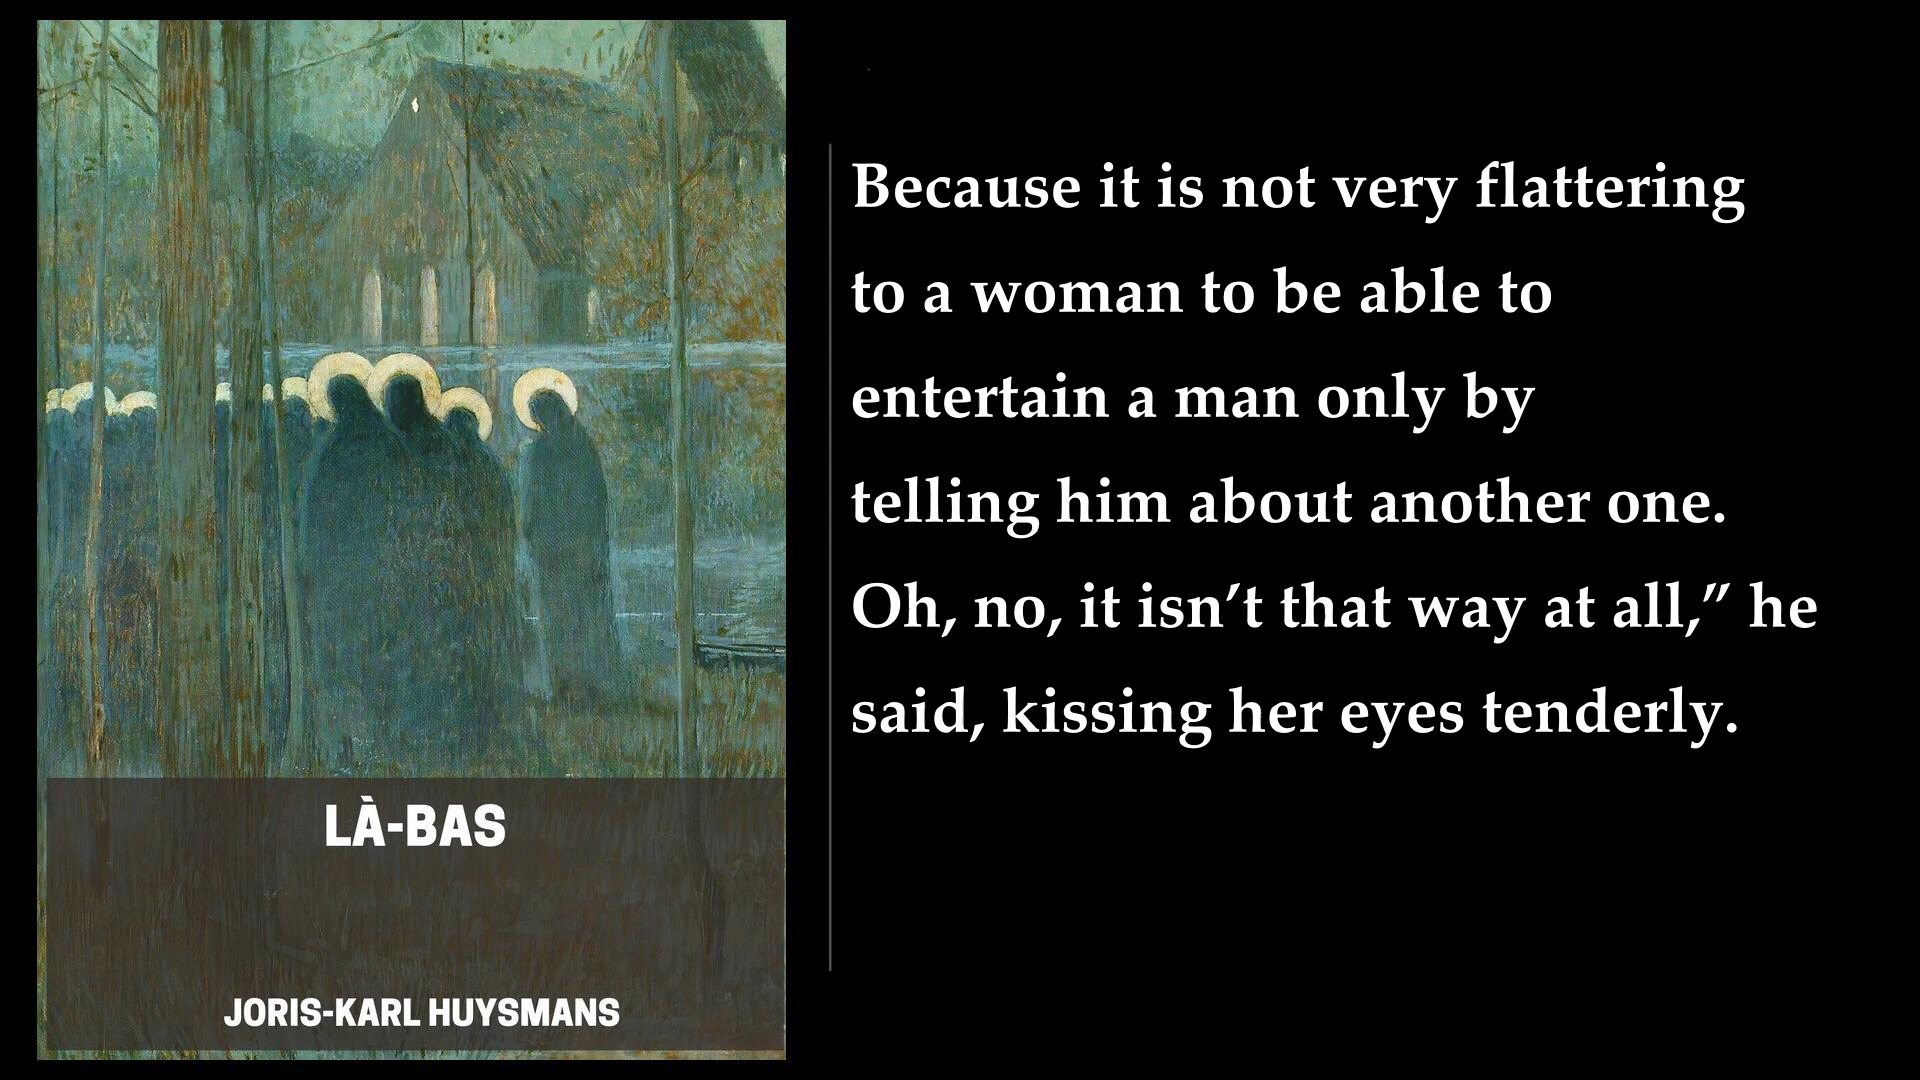 LÀ-BAS
JORIS-KARL HUYSMANS
Because it is not very flattering
to a woman to be able to
entertain a man only by
telling him about another one.
Oh, no, it isn’t that way at all,” he
said, kissing her eyes tenderly.